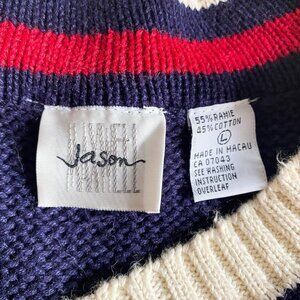 Jason
55% RAMIE
45% COTTON
L
MADE IN MACAU
CA 07043
SEE WASHING
INSTRUCTION
OVERLEAF